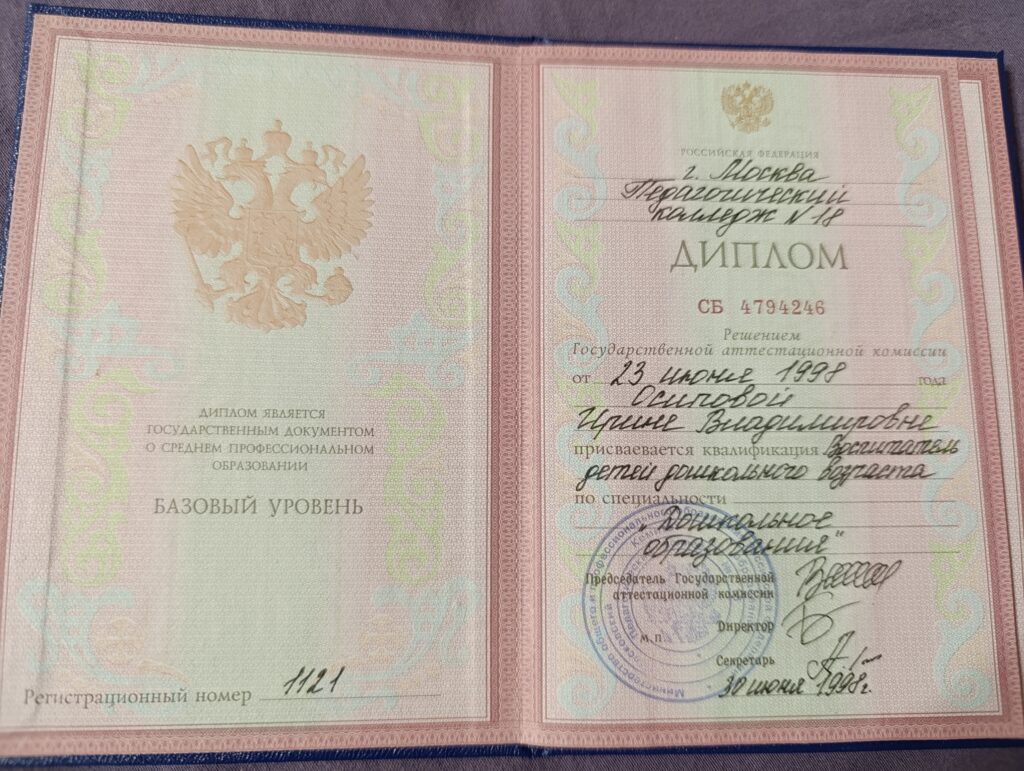 ДИПЛОМ ЯВЛЯЕТСЯ
ГОСУДАРСТВЕННЫМ ДОКУМЕНТОМ
О СРЕДНЕМ ПРОФЕССИОНАЛЬНОМ
ОБРАЗОВАНИИ
БАЗОВЫЙ УРОВЕНЬ
Регистрационный номер 1121
РОССИЙСКАЯ ФЕДЕРАЦИЯ
г. Москва
Педагогический
колледж N 18
ДИПЛОМ
СБ 4794246
Решением
Государственной аттестационной комиссии
от 23 июня 1998 года
Осиповой
Ирине Владимировне
присваивается квалификация Воспитатель
детей дошкольного возраста
по специальности
"Дошкольное
образования"
Председатель Государственной
аттестационной комиссии
Директор
М.П.
Секретарь
30 июня 1998г.